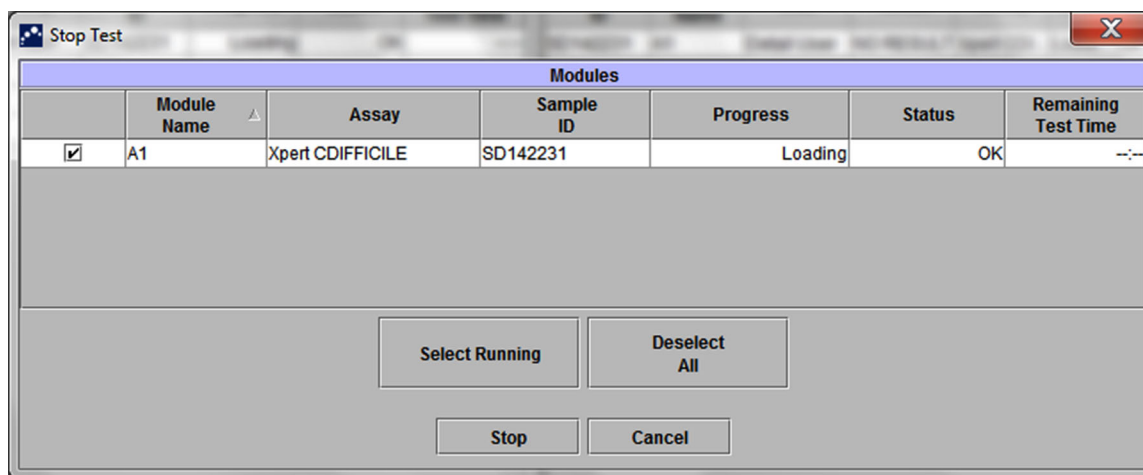 Stop Test
Modules
Module Name Assay Sample ID Progress Status Remaining Test Time
A1 Xpert CDIFFICILE SD142231 Loading OK --:--
Select Running
Deselect
All
Stop Cancel